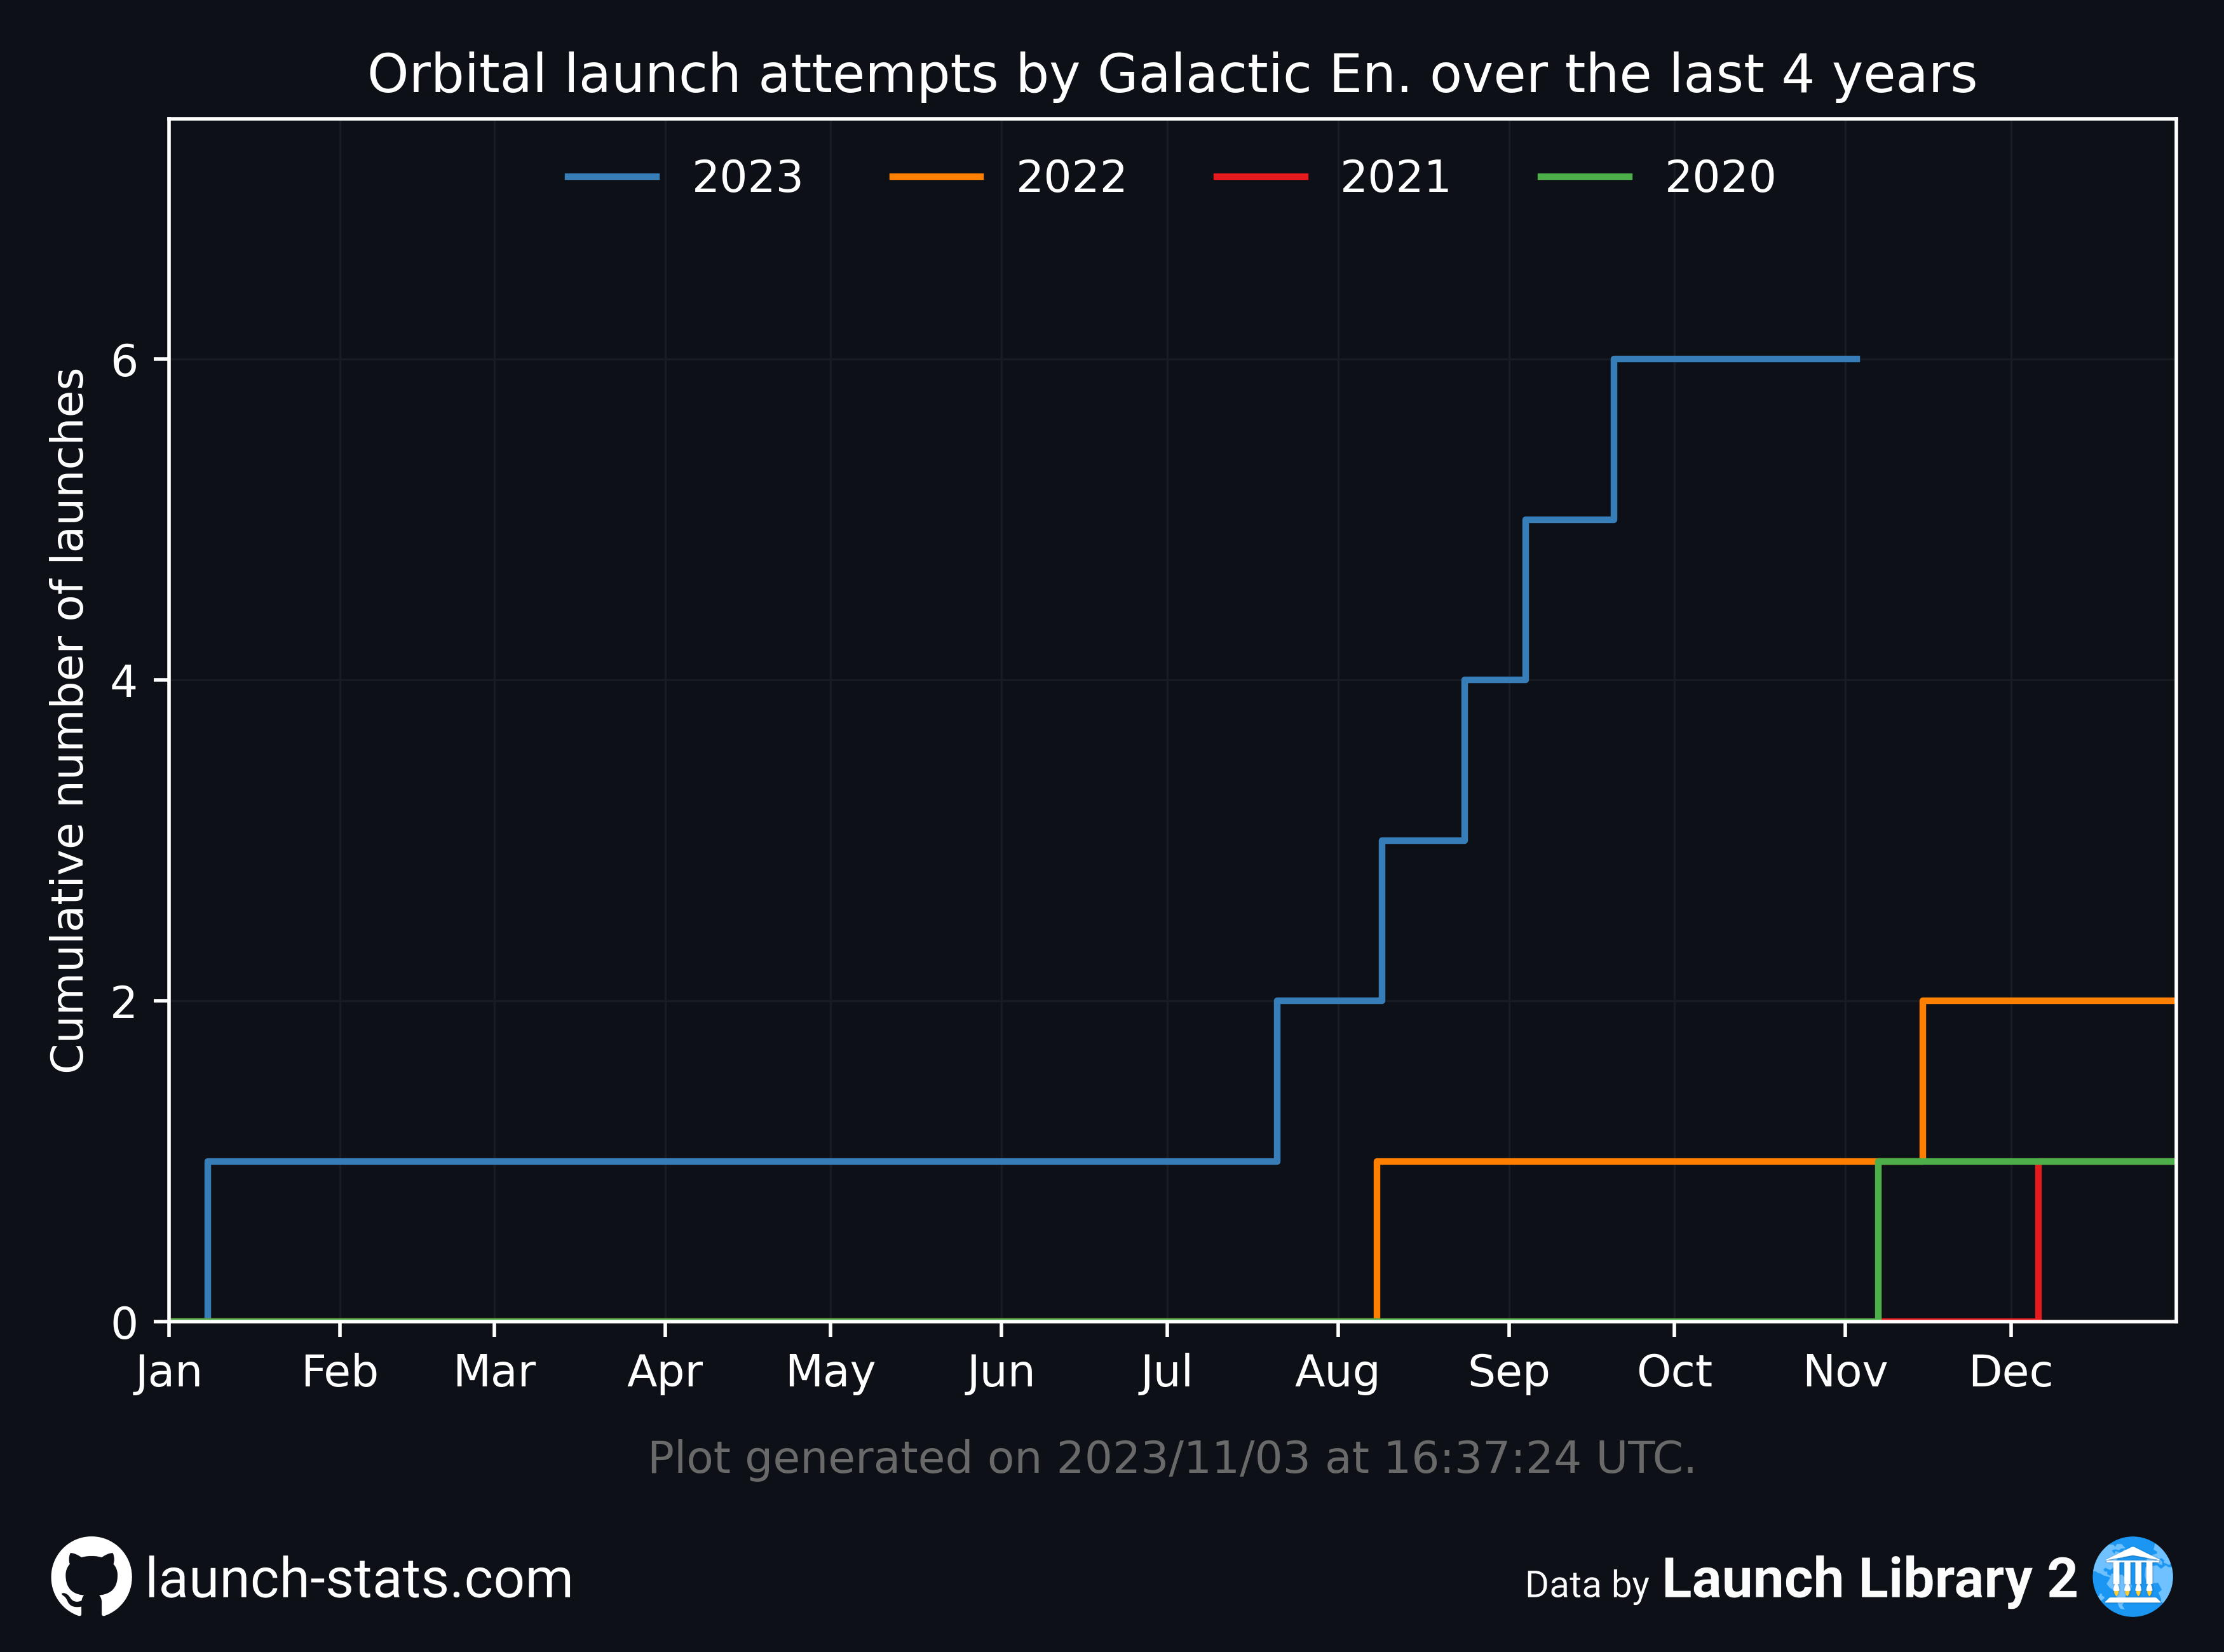 Orbital launch attempts by Galactic En. over the last 4 years
2023 2022 2021 2020
Cumulative number of launches
6
4
2
0
Jan Feb Mar Apr May Jun Jul Aug Sep Oct Nov Dec
Plot generated on 2023/11/03 at 16:37:24 UTC.
launch-stats.com
Data by Launch Library 2